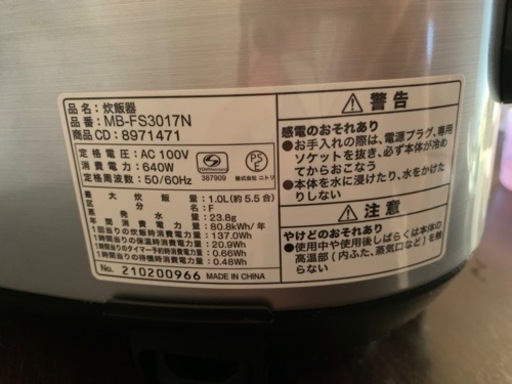 品名：炊飯器
品番：MB-FS3017N
商品CD：8971471
定格電圧：AC 100V
消費電力：640W
定格周波数：50/60Hz
387909
PSE
株式会社 ニトリ
最大炊飯量：1.0L(約5.5合)
区分名：F
蒸発水量：23.8g
年間消費電力量：80.8kWh/年
1回当りの炊飯時消費電力量：137.0Wh
1時間当りの保温時消費電力量：20.9Wh
1時間当りのタイマー予約時消費電力量：0.66Wh
1時間当りの待機時消費電力量：0.48Wh
No. 210200966 MADE IN CHINA
警告
感電のおそれあり
●お手入れの際は、電源プラグ、専用
ソケットを抜き、必ず本体が冷め
てからおこなう
●本体を水に浸けたり、水をかけた
りしない
注意
やけどのおそれあり
●使用中や使用後しばらくは本体の
高温部（内ふた、蒸気口など）に触
らない